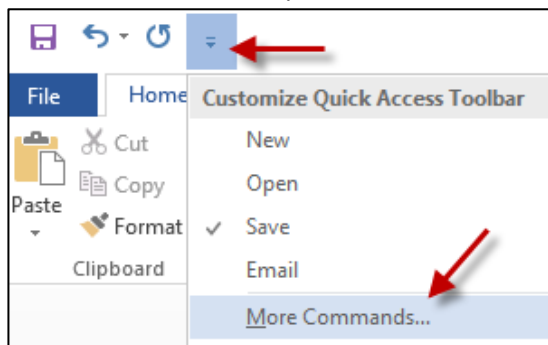 File Home
Customize Quick Access Toolbar
New
Open
✓ Save
Email
More Commands...
Cut
Copy
Paste
Format
Clipboard